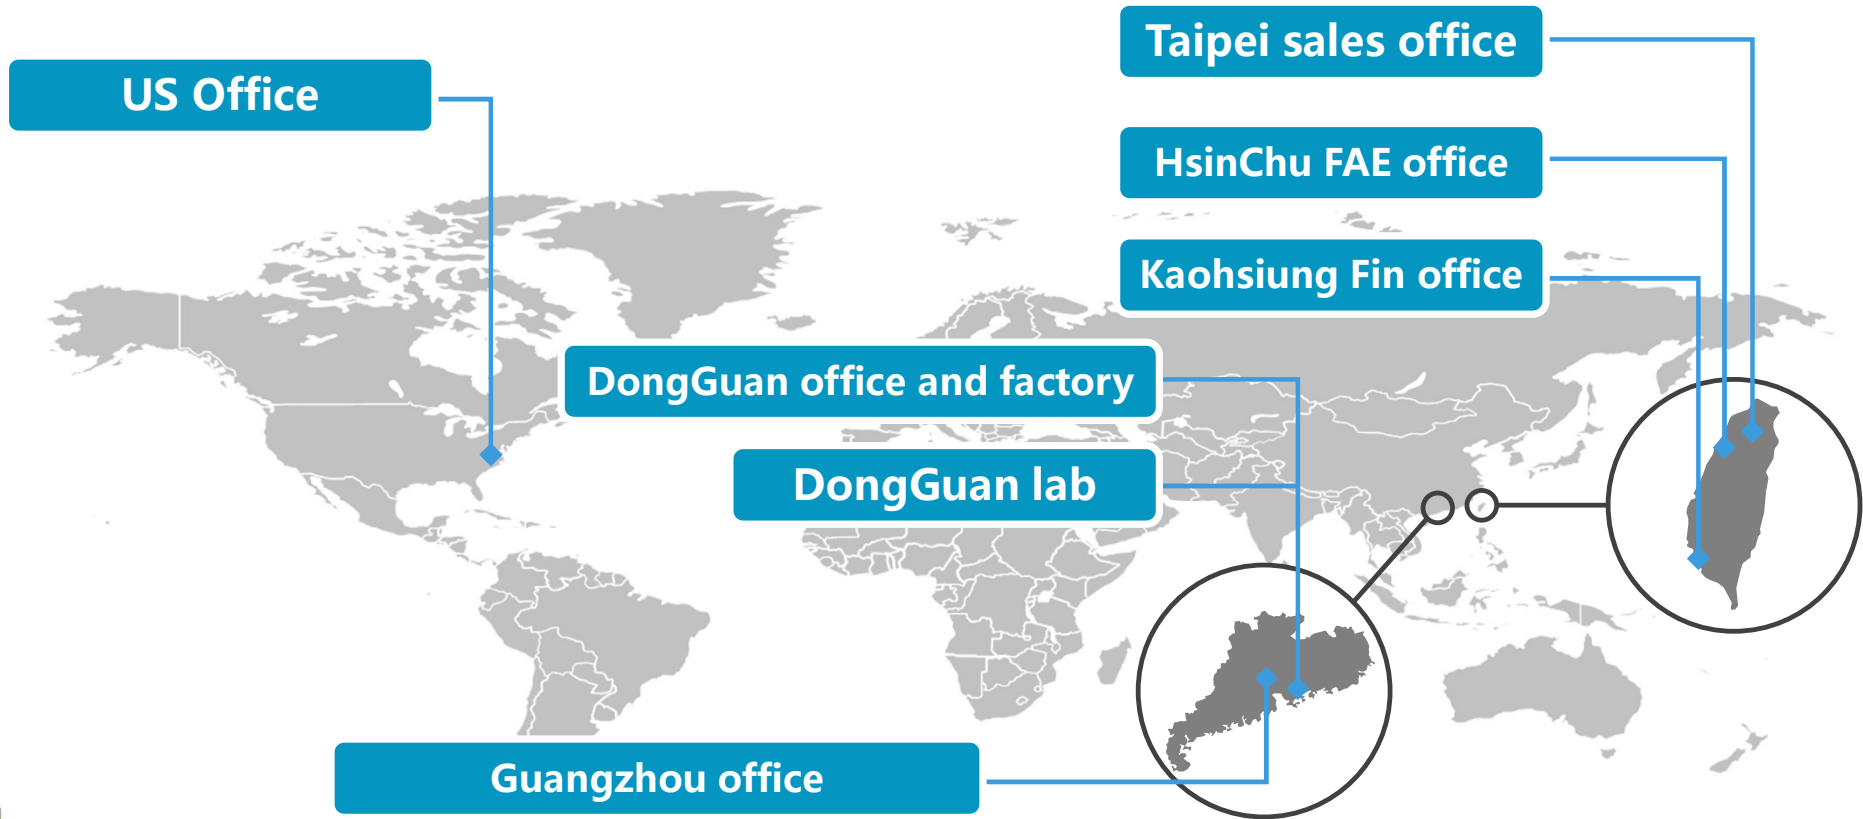 Taipei sales office
US Office
HsinChu FAE office
Kaohsiung Fin office
DongGuan office and factory
DongGuan lab
Guangzhou office